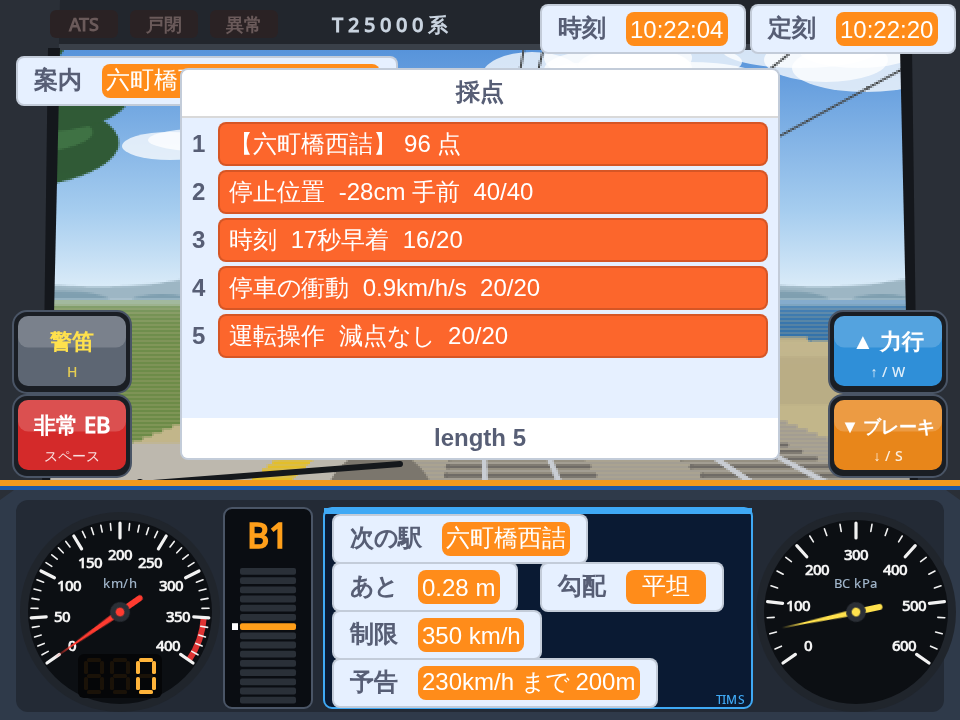 ATS 戸閉 異常 T25000系 時刻 10:22:04 定刻 10:22:20
案内 六町橋
採点
1 【六町橋西詰】 96 点
2 停止位置 -28cm 手前 40/40
3 時刻 17秒早着 16/20
4 停車の衝動 0.9km/h/s 20/20
5 運転操作 減点なし 20/20
length 5
警笛
H
非常 EB
スペース
▲ 力行
↑ / W
▼ ブレーキ
↓ / S
0 50 100 150 200 250 300 350 400
km/h
0
B1
次の駅 六町橋西詰
あと 0.28 m 勾配 平坦
制限 350 km/h
予告 230km/h まで 200m
TIMS
0 100 200 300 400 500 600
BC kPa